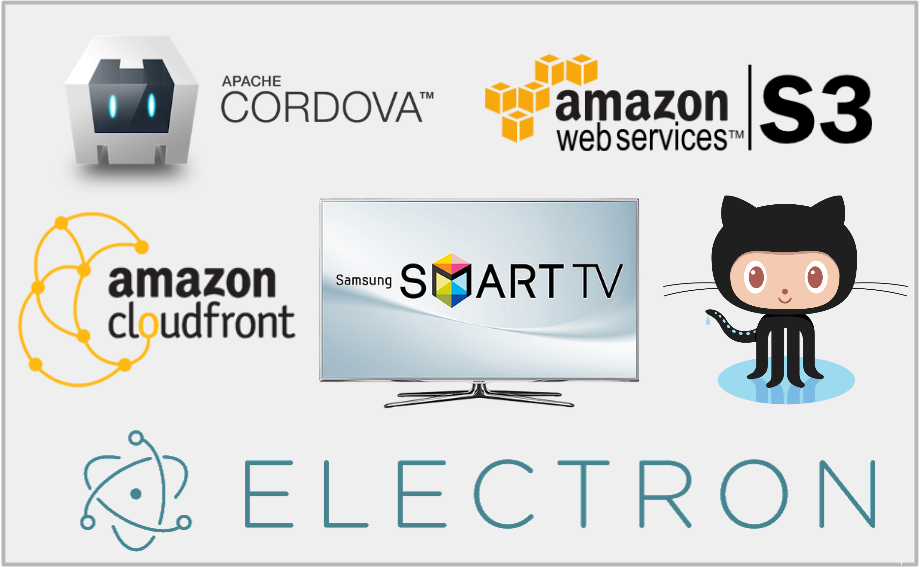 APACHE
CORDOVA™
amazon
web services™
S3
amazon
cloudfront
Samsung SMART TV
ELECTRON